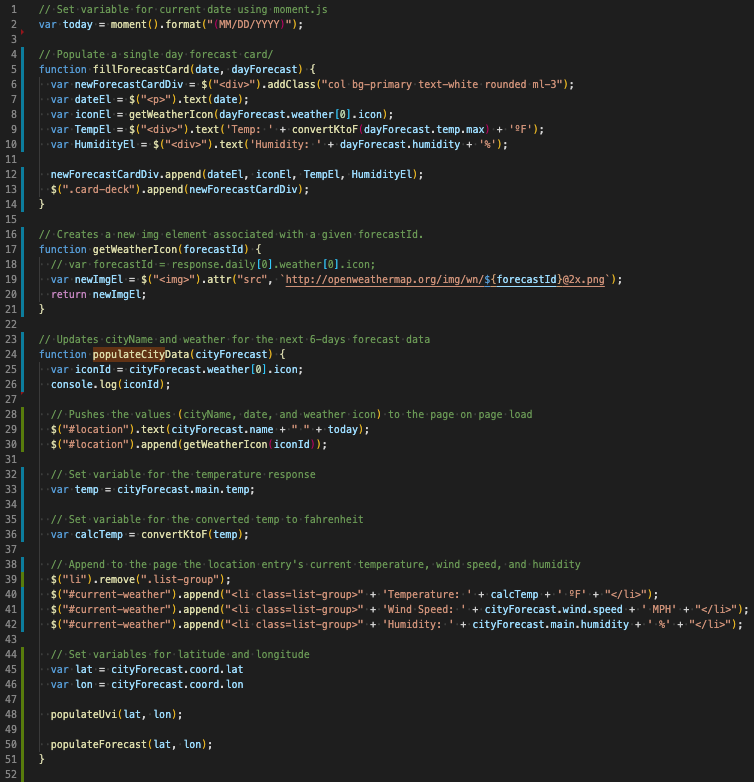 1 // Set variable for current date using moment.js
2 var today = moment().format("(MM/DD/YYYY)");
3
4 // Populate a single day forecast card/
5 function fillForecastCard(date, dayForecast) {
6 var newForecastCardDiv = $("<div>").addClass("col bg-primary text-white rounded ml-3");
7 var dateEl = $("<p>").text(date);
8 var iconEl = getWeatherIcon(dayForecast.weather[0].icon);
9 var TempEl = $("<div>").text('Temp: ' + convertKtoF(dayForecast.temp.max) + 'ºF');
10 var HumidityEl = $("<div>").text('Humidity: ' + dayForecast.humidity + '%');
11
12 newForecastCardDiv.append(dateEl, iconEl, TempEl, HumidityEl);
13 $(".card-deck").append(newForecastCardDiv);
14 }
15
16 // Creates a new img element associated with a given forecastId.
17 function getWeatherIcon(forecastId) {
18 // var forecastId = response.daily[0].weather[0].icon;
19 var newImgEl = $("<img>").attr("src", `http://openweathermap.org/img/wn/${forecastId}@2x.png`);
20 return newImgEl;
21 }
22
23 // Updates cityName and weather for the next 6-days forecast data
24 function populateCityData(cityForecast) {
25 var iconId = cityForecast.weather[0].icon;
26 console.log(iconId);
27
28 // Pushes the values (cityName, date, and weather icon) to the page on page load
29 $("#location").text(cityForecast.name + " " + today);
30 $("#location").append(getWeatherIcon(iconId));
31
32 // Set variable for the temperature response
33 var temp = cityForecast.main.temp;
34
35 // Set variable for the converted temp to fahrenheit
36 var calcTemp = convertKtoF(temp);
37
38 // Append to the page the location entry's current temperature, wind speed, and humidity
39 $("li").remove(".list-group");
40 $("#current-weather").append("<li class=list-group>" + 'Temperature: ' + calcTemp + ' ºF' + "</li>");
41 $("#current-weather").append("<li class=list-group>" + 'Wind Speed: ' + cityForecast.wind.speed + ' MPH' + "</li>");
42 $("#current-weather").append("<li class=list-group>" + 'Humidity: ' + cityForecast.main.humidity + ' %' + "</li>");
43
44 // Set variables for latitude and longitude
45 var lat = cityForecast.coord.lat
46 var lon = cityForecast.coord.lon
47
48 populateUvi(lat, lon);
49
50 populateForecast(lat, lon);
51 }
52